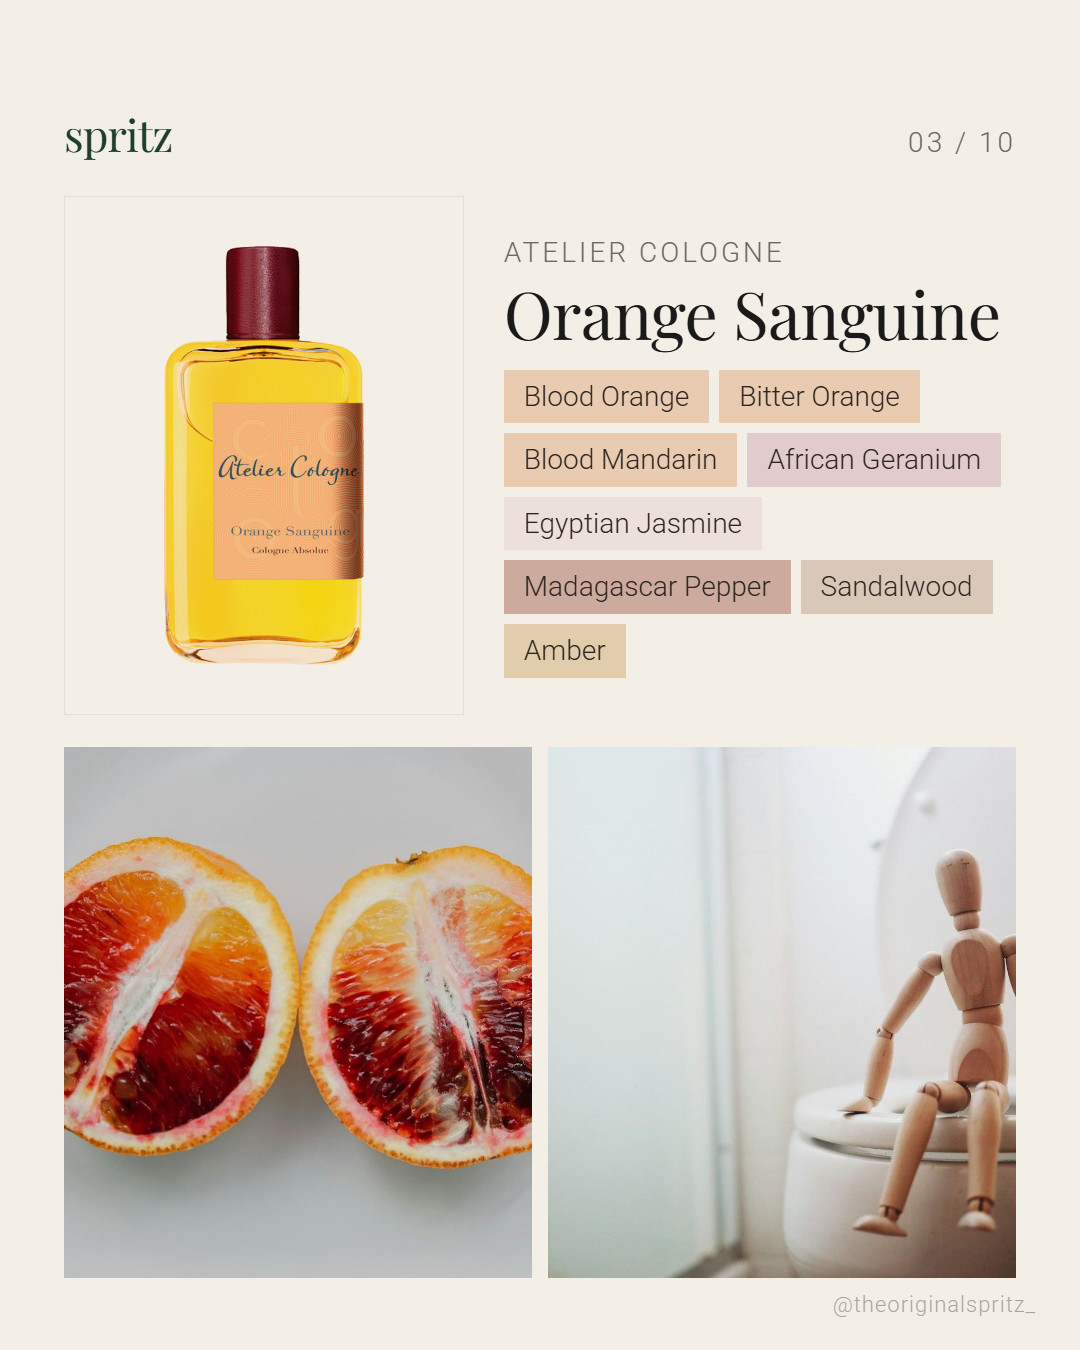 spritz
03 / 10
ATELIER COLOGNE
Orange Sanguine
Blood Orange
Bitter Orange
Blood Mandarin
African Geranium
Egyptian Jasmine
Madagascar Pepper
Sandalwood
Amber
Atelier Cologne
Orange Sanguine
Cologne Absolue
@theoriginalspritz_